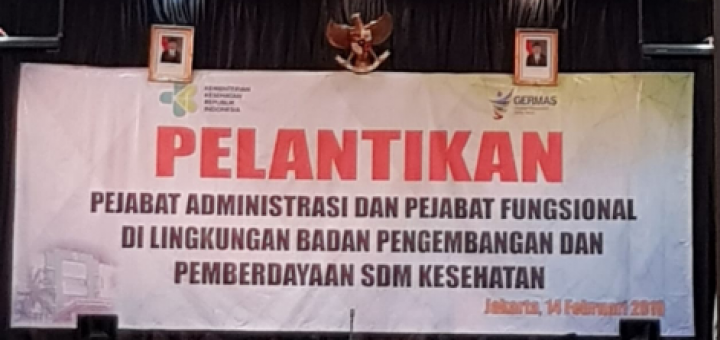 KEMENTERIAN
KESEHATAN
REPUBLIK
INDONESIA
GERMAS
PELANTIKAN
PEJABAT ADMINISTRASI DAN PEJABAT FUNGSIONAL
DI LINGKUNGAN BADAN PENGEMBANGAN DAN
PEMBERDAYAAN SDM KESEHATAN
Jakarta, 14 Februari